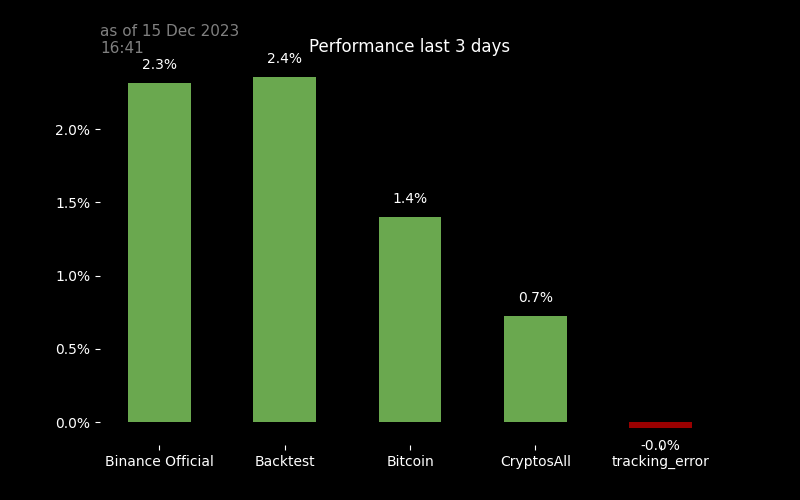 as of 15 Dec 2023
16:41
Performance last 3 days
2.3%
2.4%
1.4%
0.7%
-0.0%
2.0%
1.5%
1.0%
0.5%
0.0%
Binance Official
Backtest
Bitcoin
CryptosAll
tracking_error